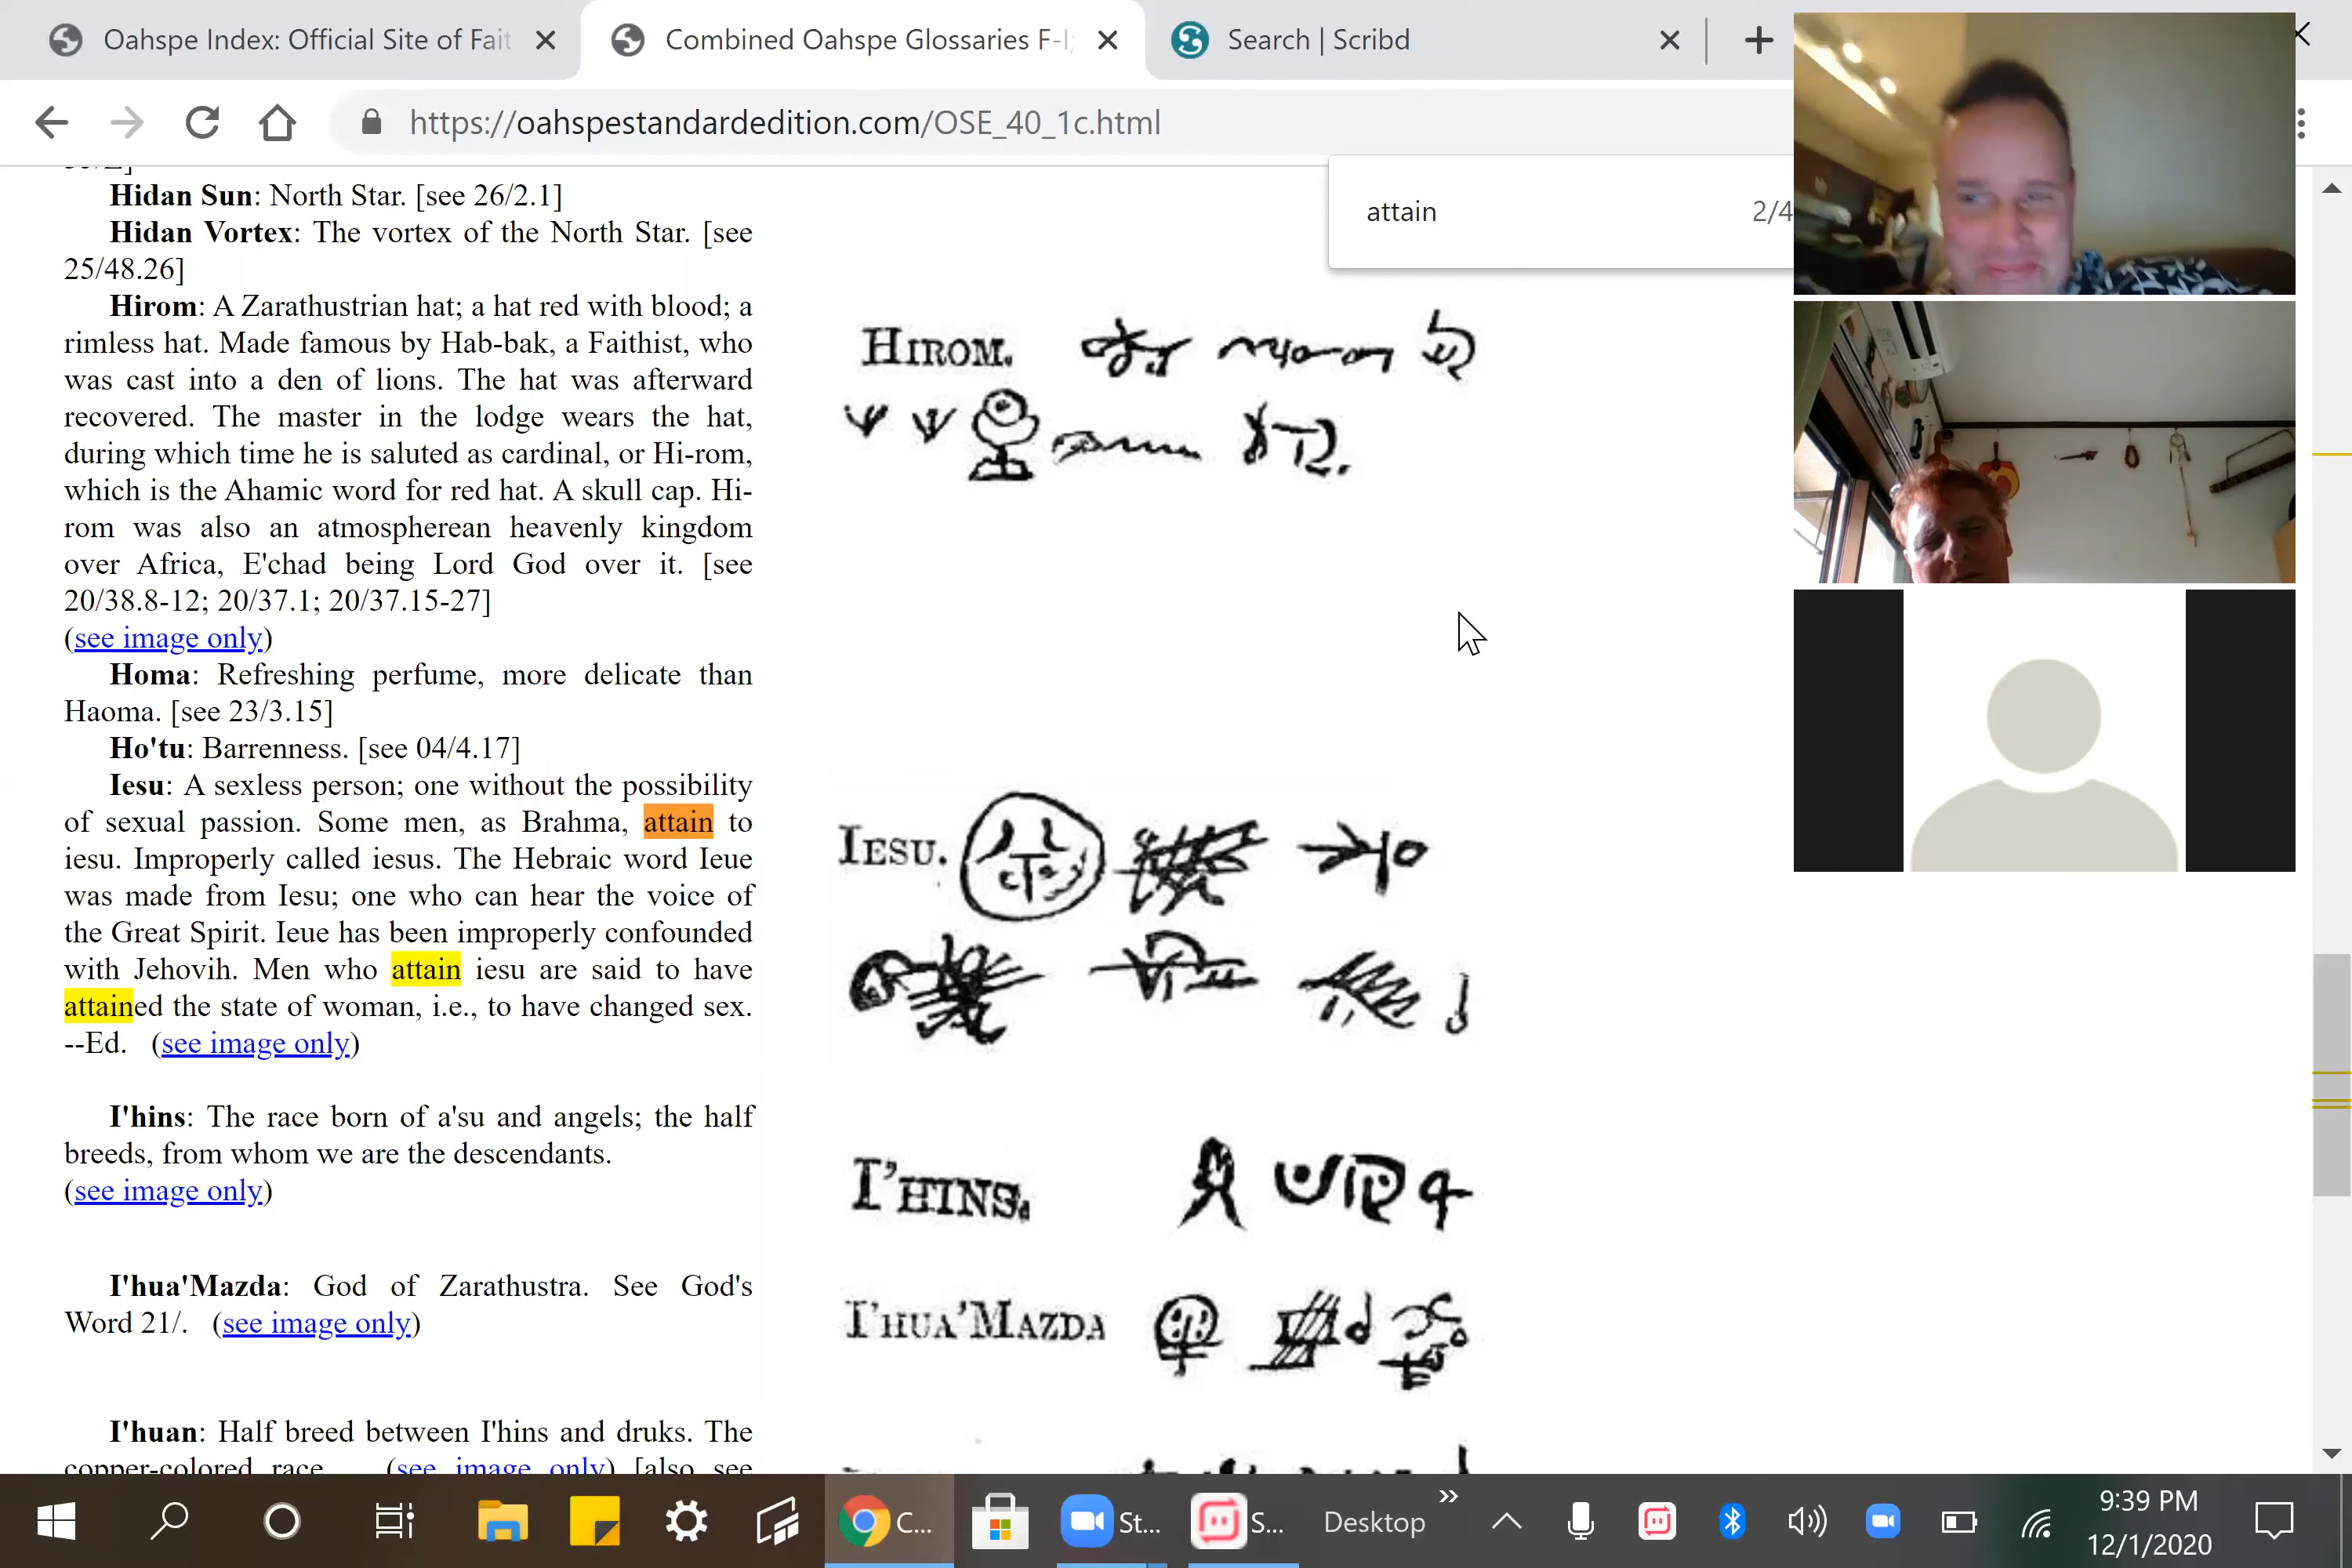 Oahspe Index: Official Site of Fait
Combined Oahspe Glossaries F-I;
Search | Scribd
https://oahspestandardedition.com/OSE_40_1c.html
attain 2/4
Hidan Sun: North Star. [see 26/2.1]
Hidan Vortex: The vortex of the North Star. [see
25/48.26]
Hirom: A Zarathustrian hat; a hat red with blood; a
rimless hat. Made famous by Hab-bak, a Faithist, who
was cast into a den of lions. The hat was afterward
recovered. The master in the lodge wears the hat,
during which time he is saluted as cardinal, or Hi-rom,
which is the Ahamic word for red hat. A skull cap. Hi-
rom was also an atmospherean heavenly kingdom
over Africa, E'chad being Lord God over it. [see
20/38.8-12; 20/37.1; 20/37.15-27]
(see image only)
Homa: Refreshing perfume, more delicate than
Haoma. [see 23/3.15]
Ho'tu: Barrenness. [see 04/4.17]
Iesu: A sexless person; one without the possibility
of sexual passion. Some men, as Brahma, attain to
iesu. Improperly called iesus. The Hebraic word Ieue
was made from Iesu; one who can hear the voice of
the Great Spirit. Ieue has been improperly confounded
with Jehovih. Men who attain iesu are said to have
attained the state of woman, i.e., to have changed sex.
--Ed. (see image only)
I'hins: The race born of a'su and angels; the half
breeds, from whom we are the descendants.
(see image only)
I'hua'Mazda: God of Zarathustra. See God's
Word 21/. (see image only)
I'huan: Half breed between I'hins and druks. The
copper-colored race. (see image only) [also see
HIROM.
IESU.
I'HINS.
I'HUA'MAZDA
C...
St...
S...
Desktop
9:39 PM
12/1/2020